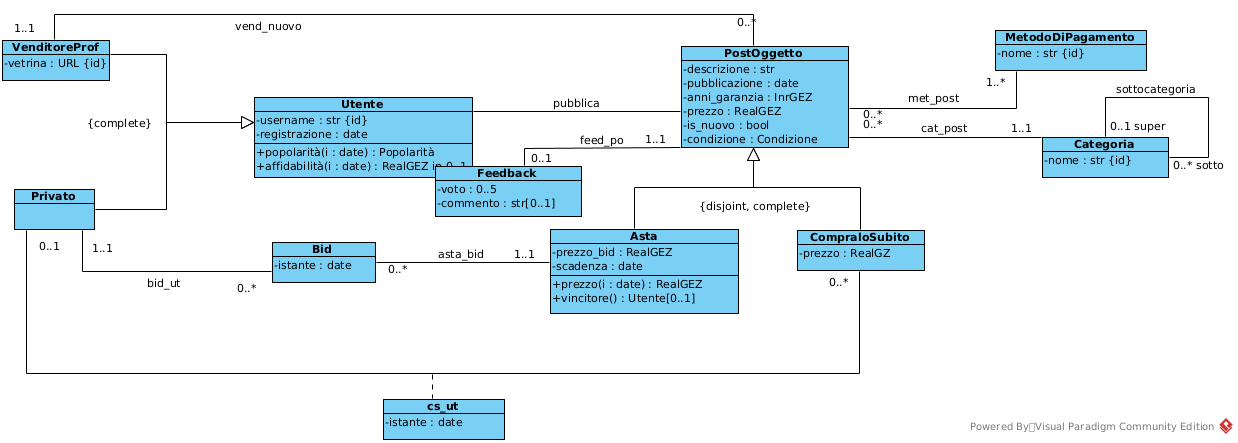 vend_nuovo
1..1
0..*
VenditoreProf
-vetrina : URL {id}
{complete}
Utente
-username : str {id}
-registrazione : date
+popolarità(i : date) : Popolarità
+affidabilità(i : date) : RealGEZ in 0..1
pubblica
PostOggetto
-descrizione : str
-pubblicazione : date
-anni_garanzia : InrGEZ
-prezzo : RealGEZ
-is_nuovo : bool
-condizione : Condizione
MetodoDiPagamento
-nome : str {id}
1..*
met_post
0..*
0..*
cat_post
1..1
sottocategoria
0..1 super
Categoria
-nome : str {id}
0..* sotto
feed_po
1..1
0..1
Feedback
-voto : 0..5
-commento : str[0..1]
{disjoint, complete}
Privato
0..1
1..1
bid_ut
0..*
Bid
-istante : date
0..*
asta_bid
1..1
Asta
-prezzo_bid : RealGEZ
-scadenza : date
+prezzo(i : date) : RealGEZ
+vincitore() : Utente[0..1]
CompraloSubito
-prezzo : RealGZ
0..*
cs_ut
-istante : date
Powered By Visual Paradigm Community Edition